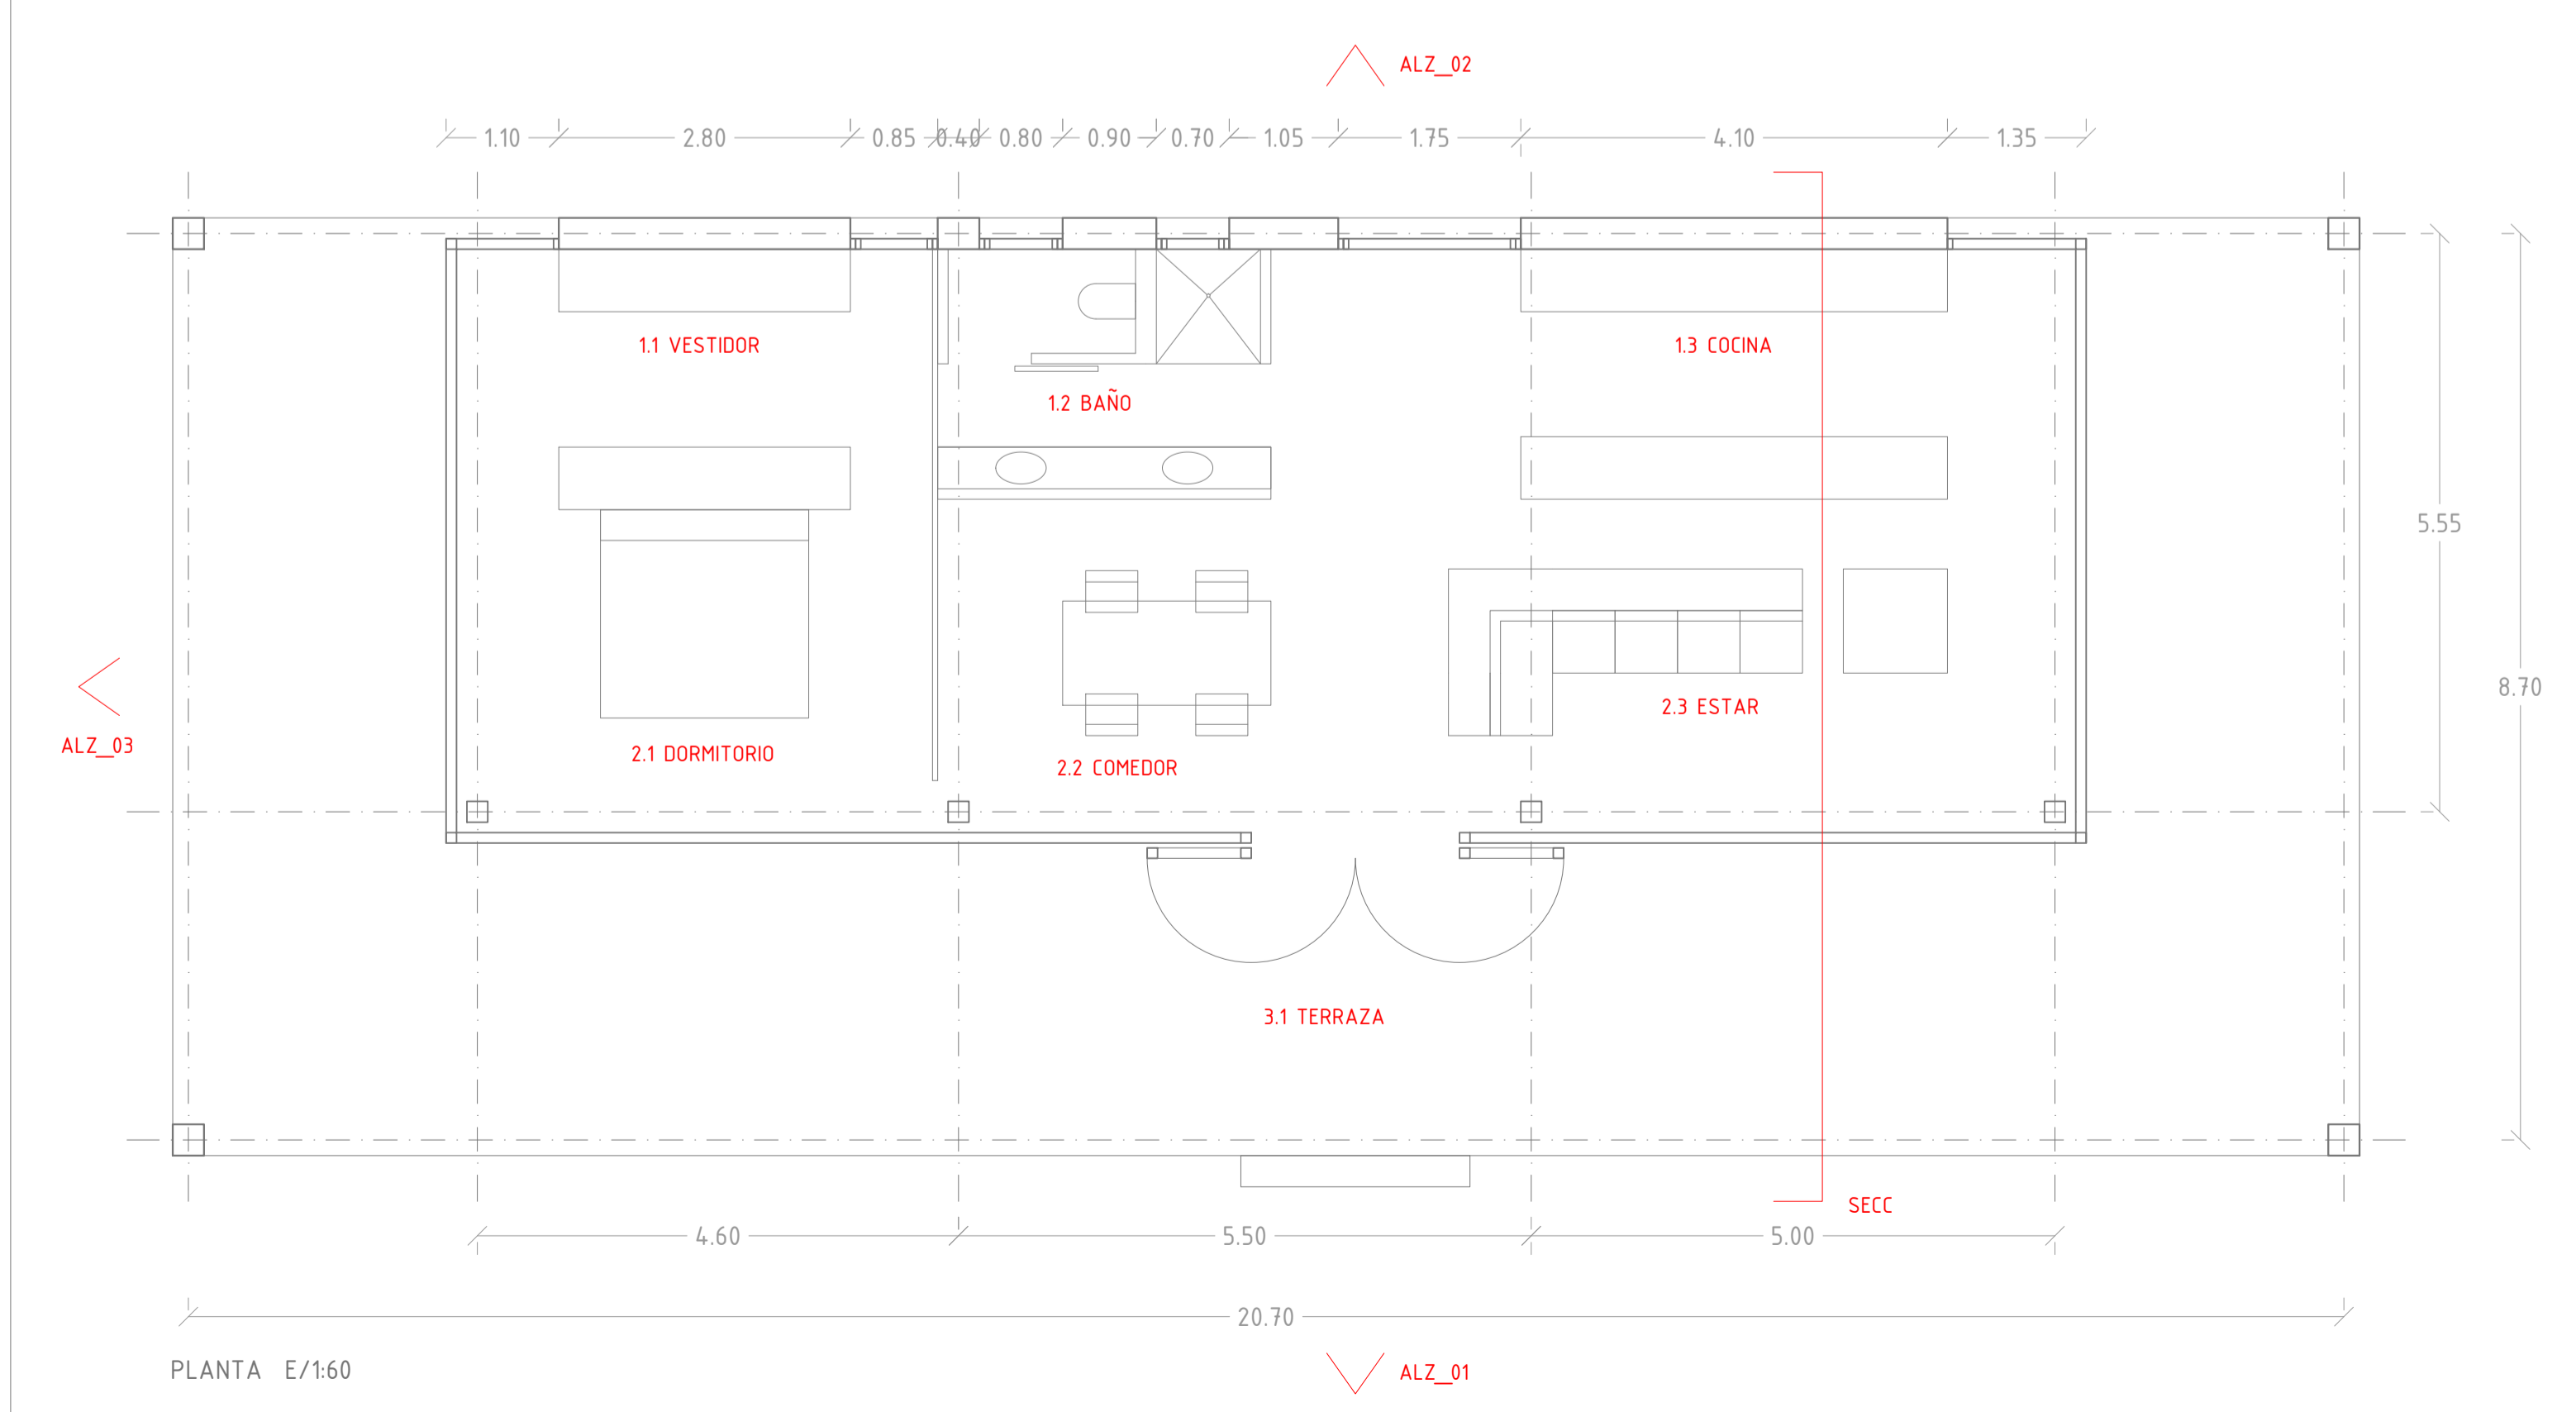 ALZ_02
1.10 2.80 0.85 0.40 0.80 0.90 0.70 1.05 1.75 4.10 1.35
1.1 VESTIDOR
1.3 COCINA
1.2 BAÑO
5.55
8.70
2.3 ESTAR
ALZ_03
2.1 DORMITORIO
2.2 COMEDOR
3.1 TERRAZA
SECC
4.60 5.50 5.00
20.70
PLANTA E/1:60
ALZ_01